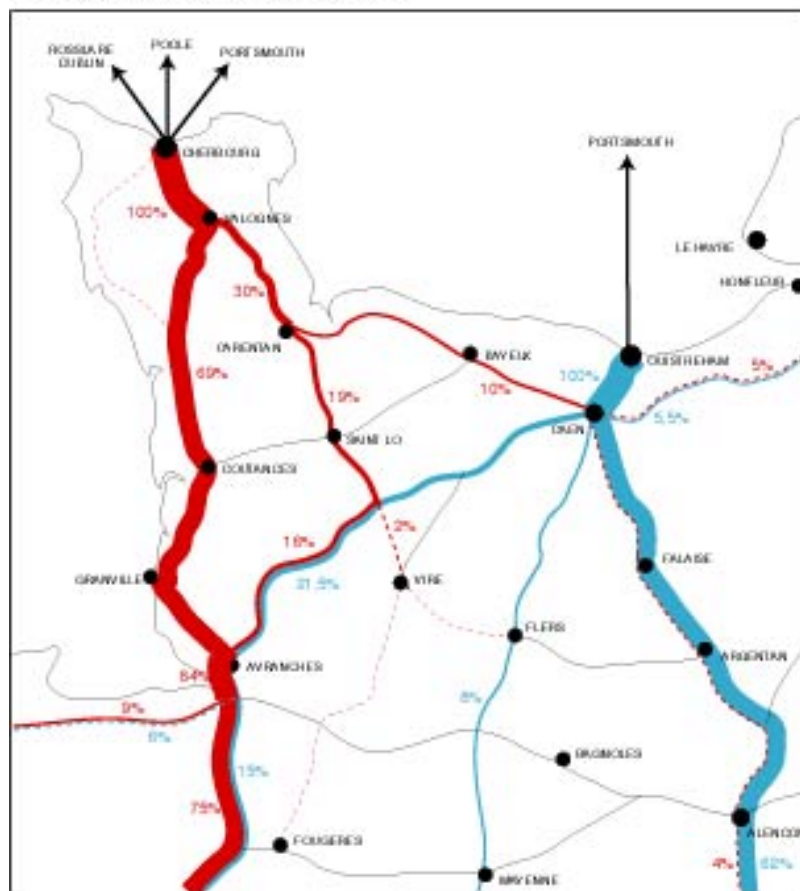 POOLE
ROSSLARE
DUBLIN
PORTSMOUTH
CHERBOURG
PORTSMOUTH
100%
VALOGNES
LE HAVRE
HONFLEUR
30%
CARENTAN
BAYEUX
OUISTREHAM
100%
5%
69%
19%
10%
5,5%
CAEN
SAINT LO
COUTANCES
2%
18%
21,5%
GRANVILLE
VIRE
FALAISE
FLERS
ARGENTAN
AVRANCHES
84%
9%
6%
8%
15%
BAGNOLES
75%
FOUGERES
ALENCON
4%
62%
MAYENNE